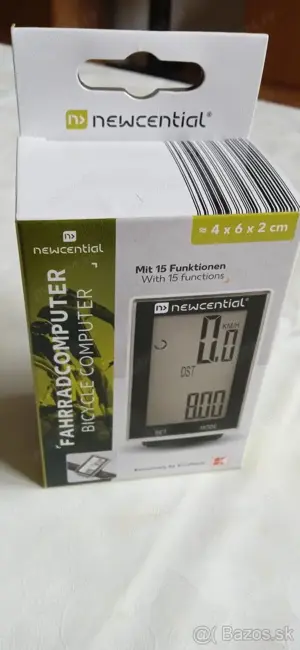 newcential®
≈ 4 x 6 x 2 cm
newcential
Mit 15 Funktionen
With 15 functions
FAHRRADCOMPUTER
BICYCLE COMPUTER
newcential®
0.0
KM/H
DST
8:00
SET
MODE
Bazos.sk